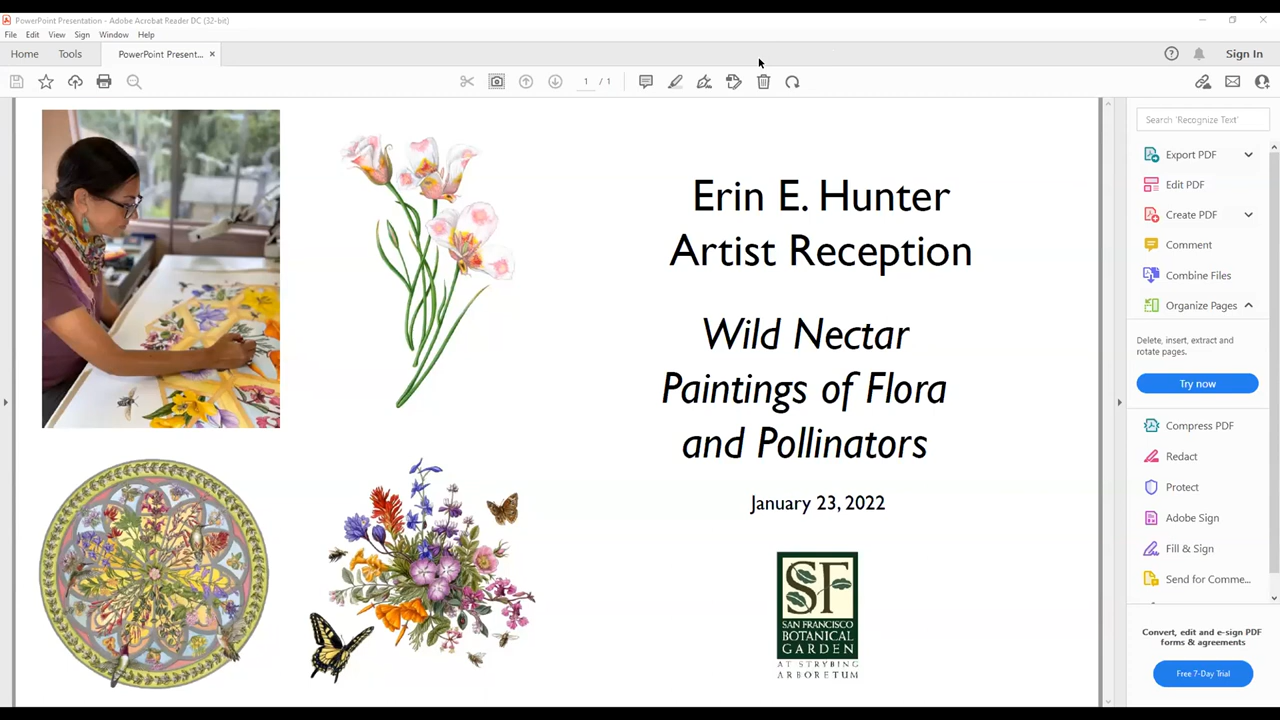 PowerPoint Presentation - Adobe Acrobat Reader DC (32-bit)
File Edit View Sign Window Help
Home Tools PowerPoint Present... × Sign In
1 / 1
Erin E. Hunter
Artist Reception
Wild Nectar
Paintings of Flora
and Pollinators
January 23, 2022
SF
SAN FRANCISCO
BOTANICAL
GARDEN
AT STRYBING
ARBORETUM
Search 'Recognize Text'
Export PDF
Edit PDF
Create PDF
Comment
Combine Files
Organize Pages
Delete, insert, extract and
rotate pages.
Try now
Compress PDF
Redact
Protect
Adobe Sign
Fill & Sign
Send for Comme...
Convert, edit and e-sign PDF
forms & agreements
Free 7-Day Trial